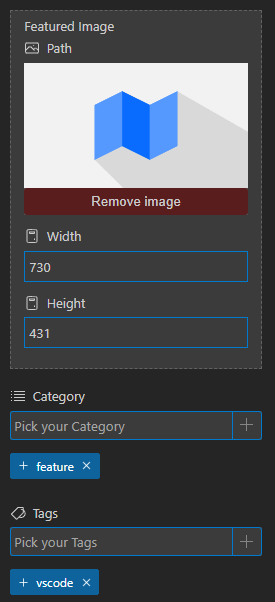 Featured Image
Path
Remove image
Width
730
Height
431
Category
Pick your Category
feature
Tags
Pick your Tags
vscode